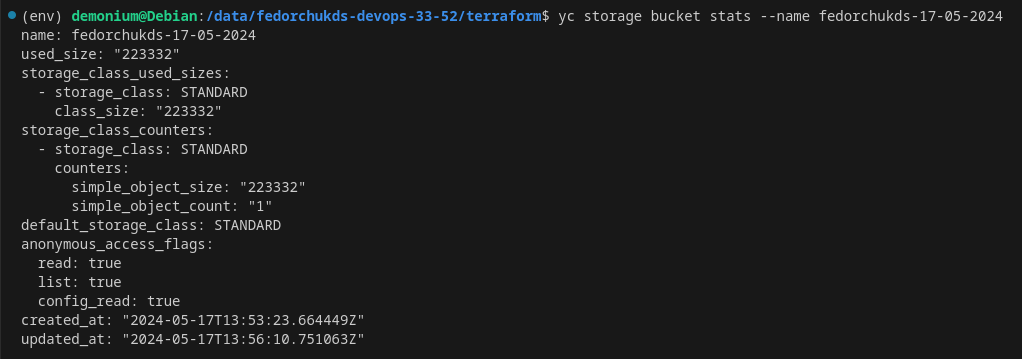 (env) demonium@Debian:/data/fedorchukds-devops-33-52/terraform$ yc storage bucket stats --name fedorchukds-17-05-2024
name: fedorchukds-17-05-2024
used_size: "223332"
storage_class_used_sizes:
  - storage_class: STANDARD
    class_size: "223332"
storage_class_counters:
  - storage_class: STANDARD
    counters:
      simple_object_size: "223332"
      simple_object_count: "1"
default_storage_class: STANDARD
anonymous_access_flags:
  read: true
  list: true
  config_read: true
created_at: "2024-05-17T13:53:23.664449Z"
updated_at: "2024-05-17T13:56:10.751063Z"